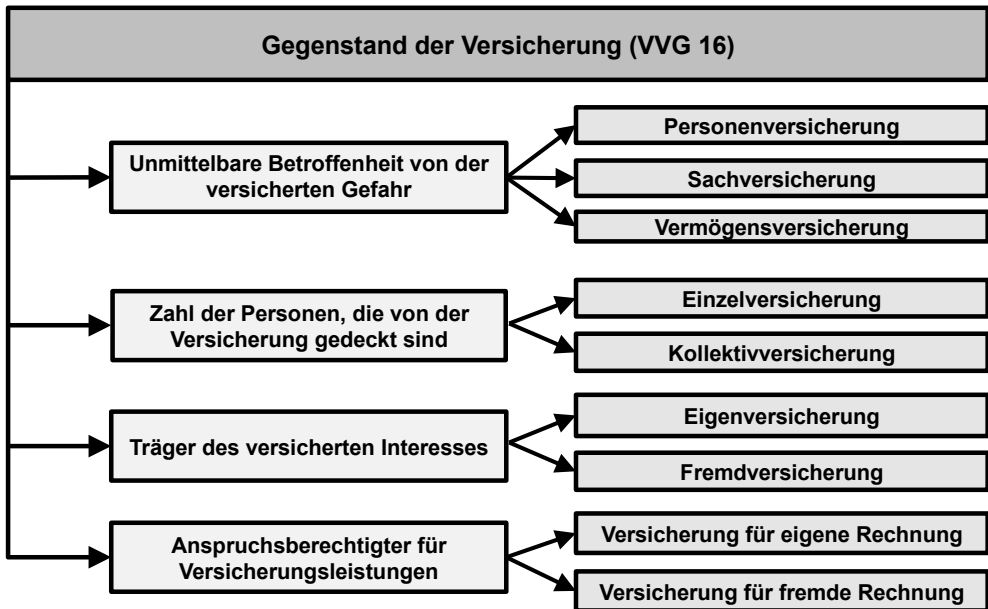 Gegenstand der Versicherung (VVG 16)
Unmittelbare Betroffenheit von der
versicherten Gefahr
Personenversicherung
Sachversicherung
Vermögensversicherung
Zahl der Personen, die von der
Versicherung gedeckt sind
Einzelversicherung
Kollektivversicherung
Träger des versicherten Interesses
Eigenversicherung
Fremdversicherung
Anspruchsberechtigter für
Versicherungsleistungen
Versicherung für eigene Rechnung
Versicherung für fremde Rechnung